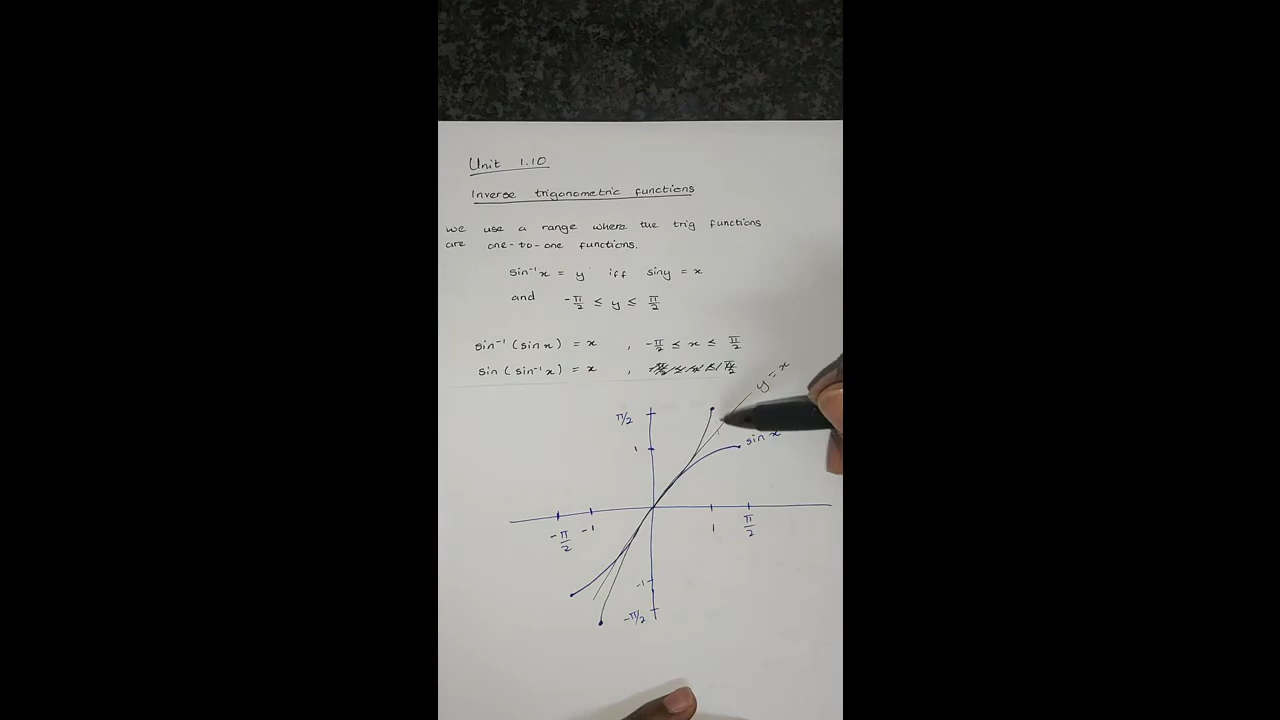 Unit 1.10
Inverse trigonometric functions
we use a range where the trig functions
are one-to-one functions.
sin⁻¹x = y iff siny = x
and -π/2 ≤ y ≤ π/2
sin⁻¹(sin x) = x , -π/2 ≤ x ≤ π/2
sin(sin⁻¹x) = x ,
y = x
π/2
1
sin x
-π/2 -1 1 π/2
-1
-π/2